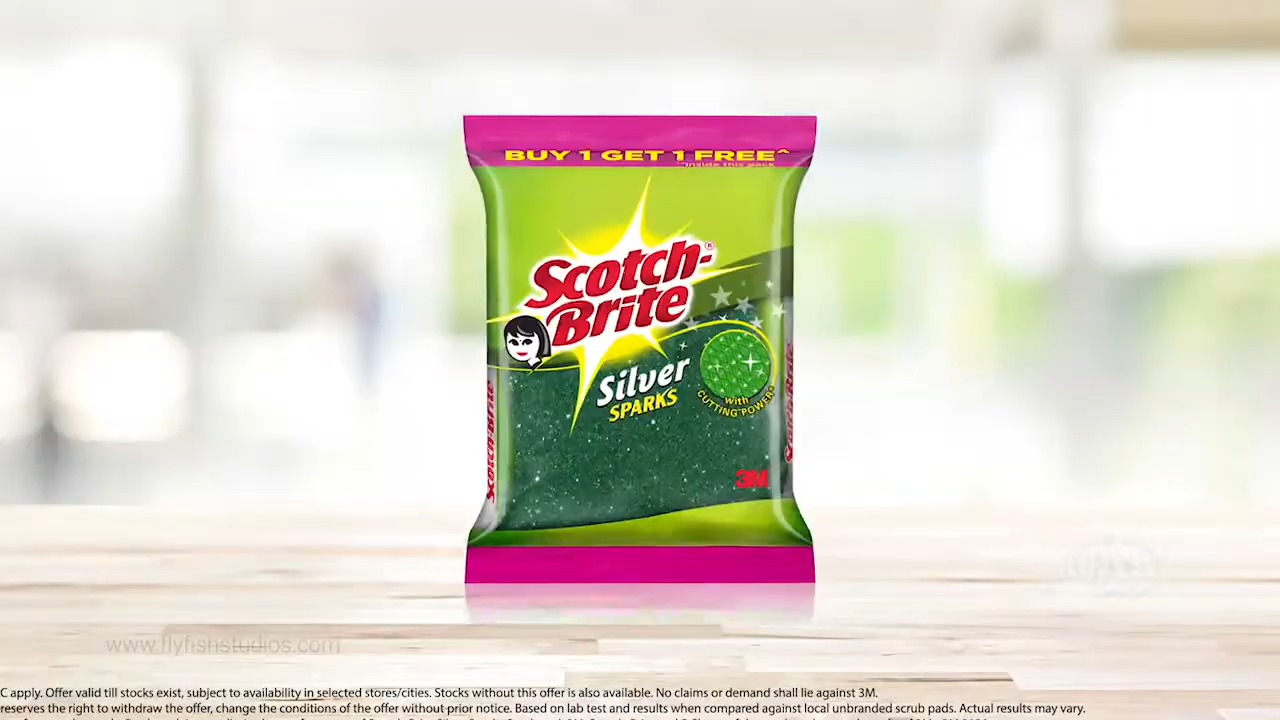 BUY 1 GET 1 FREE^
^Inside this pack
Scotch-
Brite®
Silver
SPARKS
with
CUTTING POWER
Scotch-Brite
Scotch-Brite
3M
www.flyfishstudios.com
C apply. Offer valid till stocks exist, subject to availability in selected stores/cities. Stocks without this offer is also available. No claims or demand shall lie against 3M.
reserves the right to withdraw the offer, change the conditions of the offer without prior notice. Based on lab test and results when compared against local unbranded scrub pads. Actual results may vary.